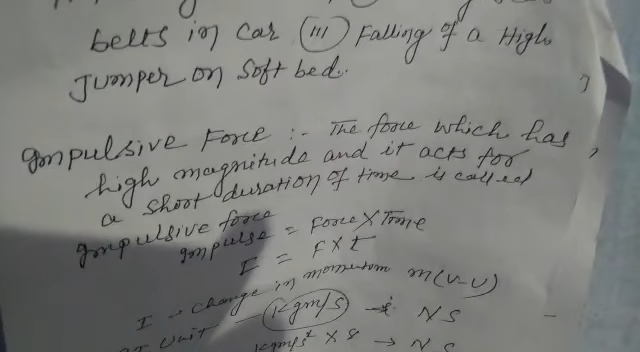 belts in car (iii) Falling of a High
Jumper on Soft bed.
Impulsive Force :- The force which has
high magnitude and it acts for
a short duration of time is called
Impulsive force
Impulse = Force X Time
I = F X t
I → change in momentum m(v-u)
SI Unit - kgm/s → NS
kgm/s² X s → NS